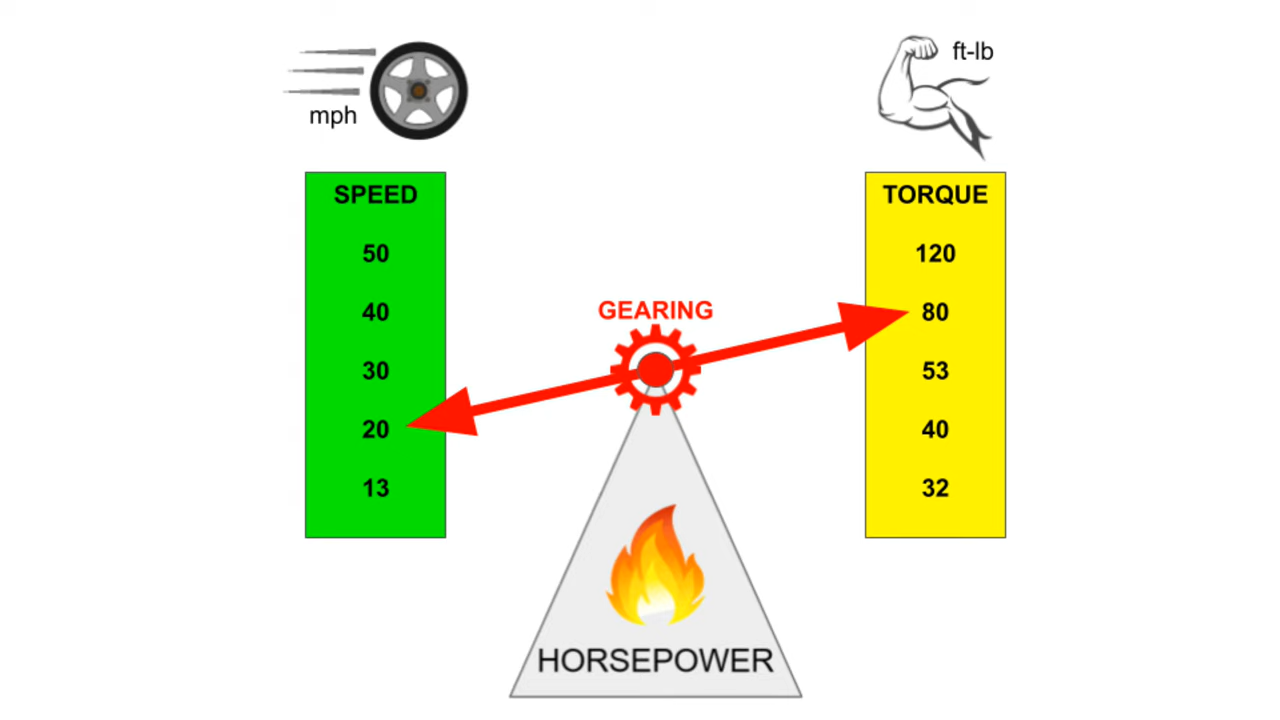 mph
ft-lb
SPEED
50
40
30
20
13
GEARING
TORQUE
120
80
53
40
32
HORSEPOWER